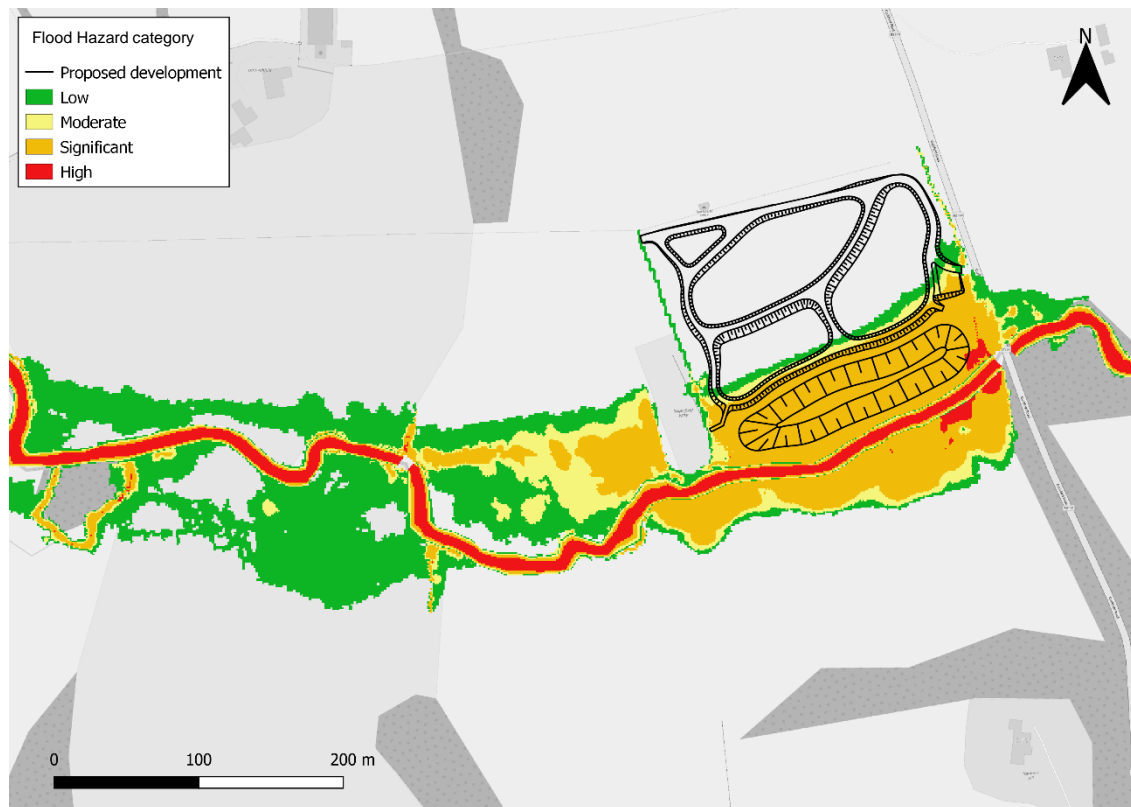 Flood Hazard category
Proposed development
Low
Moderate
Significant
High
N
0 100 200 m